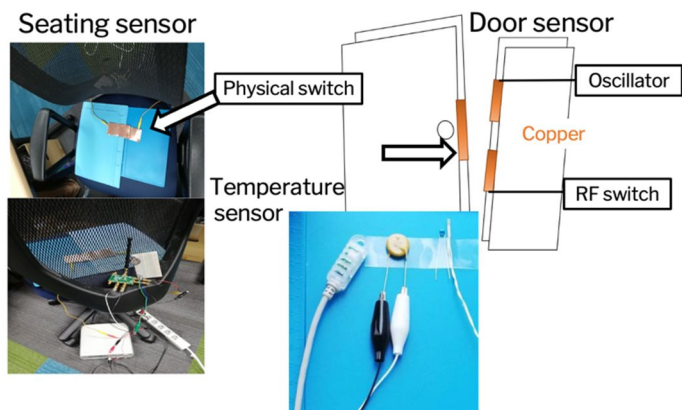 Seating sensor
Physical switch
Door sensor
Oscillator
Copper
RF switch
Temperature
sensor